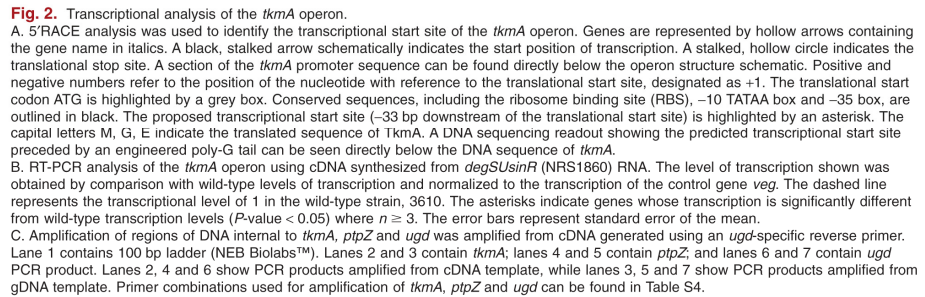 Fig. 2. Transcriptional analysis of the tkmA operon.
A. 5′RACE analysis was used to identify the transcriptional start site of the tkmA operon. Genes are represented by hollow arrows containing
the gene name in italics. A black, stalked arrow schematically indicates the start position of transcription. A stalked, hollow circle indicates the
translational stop site. A section of the tkmA promoter sequence can be found directly below the operon structure schematic. Positive and
negative numbers refer to the position of the nucleotide with reference to the translational start site, designated as +1. The translational start
codon ATG is highlighted by a grey box. Conserved sequences, including the ribosome binding site (RBS), −10 TATAA box and −35 box, are
outlined in black. The proposed transcriptional start site (−33 bp downstream of the translational start site) is highlighted by an asterisk. The
capital letters M, G, E indicate the translated sequence of TkmA. A DNA sequencing readout showing the predicted transcriptional start site
preceded by an engineered poly-G tail can be seen directly below the DNA sequence of tkmA.
B. RT-PCR analysis of the tkmA operon using cDNA synthesized from degSUsinR (NRS1860) RNA. The level of transcription shown was
obtained by comparison with wild-type levels of transcription and normalized to the transcription of the control gene veg. The dashed line
represents the transcriptional level of 1 in the wild-type strain, 3610. The asterisks indicate genes whose transcription is significantly different
from wild-type transcription levels (P-value < 0.05) where n ≥ 3. The error bars represent standard error of the mean.
C. Amplification of regions of DNA internal to tkmA, ptpZ and ugd was amplified from cDNA generated using an ugd-specific reverse primer.
Lane 1 contains 100 bp ladder (NEB Biolabs™). Lanes 2 and 3 contain tkmA; lanes 4 and 5 contain ptpZ; and lanes 6 and 7 contain ugd
PCR product. Lanes 2, 4 and 6 show PCR products amplified from cDNA template, while lanes 3, 5 and 7 show PCR products amplified from
gDNA template. Primer combinations used for amplification of tkmA, ptpZ and ugd can be found in Table S4.